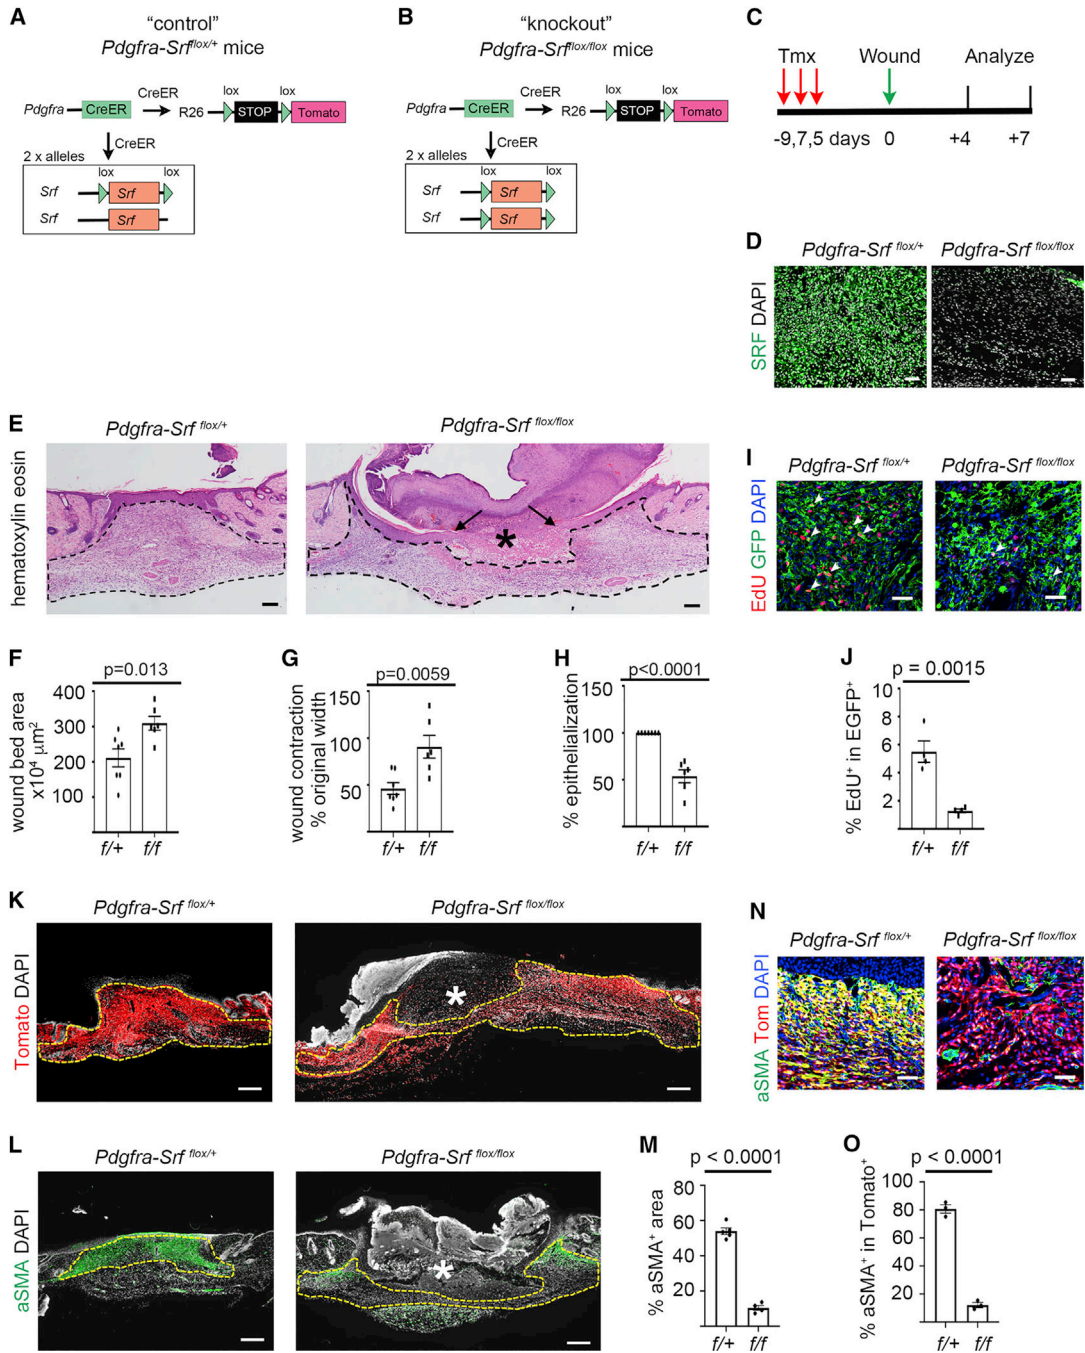 A
"control"
Pdgfra-Srf flox/+ mice
Pdgfra
CreER
CreER
R26
lox
STOP
lox
Tomato
CreER
2 x alleles
lox
lox
Srf
Srf
Srf
Srf
B
"knockout"
Pdgfra-Srf flox/flox mice
Pdgfra
CreER
CreER
R26
lox
STOP
lox
Tomato
CreER
2 x alleles
lox
lox
Srf
Srf
Srf
Srf
C
Tmx
Wound
Analyze
-9,7,5 days
0
+4
+7
D
Pdgfra-Srf flox/+
Pdgfra-Srf flox/flox
SRF DAPI
E
Pdgfra-Srf flox/+
Pdgfra-Srf flox/flox
hematoxylin eosin
*
I
Pdgfra-Srf flox/+
Pdgfra-Srf flox/flox
EdU GFP DAPI
F
p=0.013
wound bed area
x10⁴ μm²
400
300
200
100
f/+
f/f
G
p=0.0059
wound contraction
% original width
150
100
50
f/+
f/f
H
p<0.0001
% epithelialization
150
100
50
f/+
f/f
J
p = 0.0015
% EdU⁺ in EGFP⁺
10
8
6
4
2
f/+
f/f
K
Pdgfra-Srf flox/+
Pdgfra-Srf flox/flox
Tomato DAPI
*
N
Pdgfra-Srf flox/+
Pdgfra-Srf flox/flox
aSMA Tom DAPI
L
Pdgfra-Srf flox/+
Pdgfra-Srf flox/flox
aSMA DAPI
*
M
p < 0.0001
% aSMA⁺ area
80
60
40
20
f/+
f/f
O
p < 0.0001
% aSMA⁺ in Tomato⁺
100
80
60
40
20
f/+
f/f